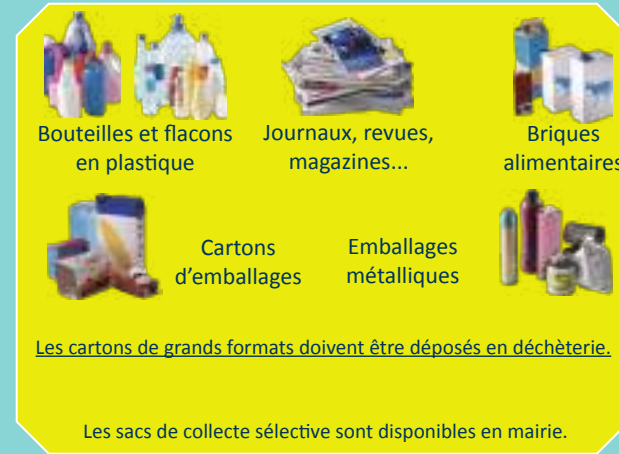 Bouteilles et flacons
en plastique
Journaux, revues,
magazines...
Briques
alimentaires
Cartons
d'emballages
Emballages
métalliques
Les cartons de grands formats doivent être déposés en déchèterie.
Les sacs de collecte sélective sont disponibles en mairie.